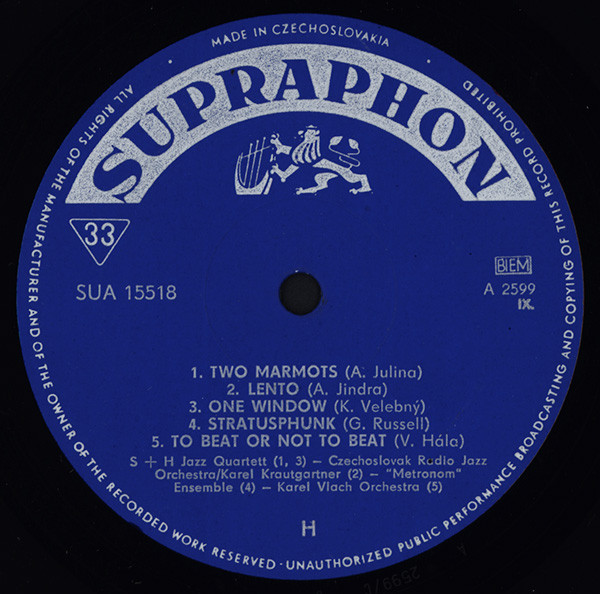 MADE IN CZECHOSLOVAKIA
SUPRAPHON
33
SUA 15518
BIEM
A 2599
IX.
1. TWO MARMOTS (A. Julina)
2. LENTO (A. Jindra)
3. ONE WINDOW (K. Velebný)
4. STRATUSPHUNK (G. Russell)
5. TO BEAT OR NOT TO BEAT (V. Hála)
S + H Jazz Quartett (1, 3) – Czechoslovak Radio Jazz
Orchestra/Karel Krautgartner (2) – "Metronom"
Ensemble (4) – Karel Vlach Orchestra (5)
H
ALL RIGHTS OF THE MANUFACTURER AND OF THE OWNER OF THE RECORDED WORK RESERVED · UNAUTHORIZED PUBLIC PERFORMANCE BROADCASTING AND COPYING OF THIS RECORD PROHIBITED